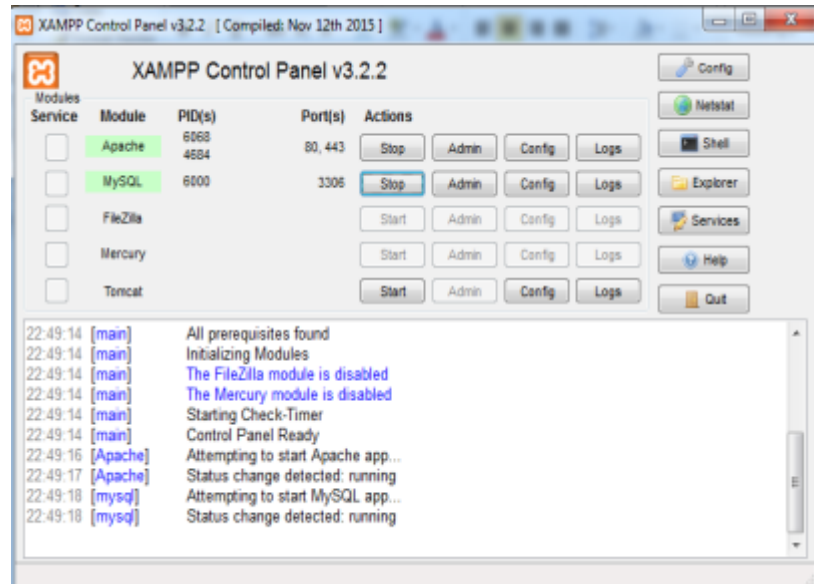 XAMPP Control Panel v3.2.2 [ Compiled: Nov 12th 2015 ]
XAMPP Control Panel v3.2.2
Config
Modules
Service Module PID(s) Port(s) Actions
Netstat
Apache 6068 4684 80, 443 Stop Admin Config Logs
Shell
MySQL 6000 3306 Stop Admin Config Logs
Explorer
FileZilla Start Admin Config Logs
Services
Mercury Start Admin Config Logs
Help
Tomcat Start Admin Config Logs
Quit
22:49:14 [main] All prerequisites found
22:49:14 [main] Initializing Modules
22:49:14 [main] The FileZilla module is disabled
22:49:14 [main] The Mercury module is disabled
22:49:14 [main] Starting Check-Timer
22:49:14 [main] Control Panel Ready
22:49:16 [Apache] Attempting to start Apache app...
22:49:17 [Apache] Status change detected: running
22:49:18 [mysql] Attempting to start MySQL app...
22:49:18 [mysql] Status change detected: running